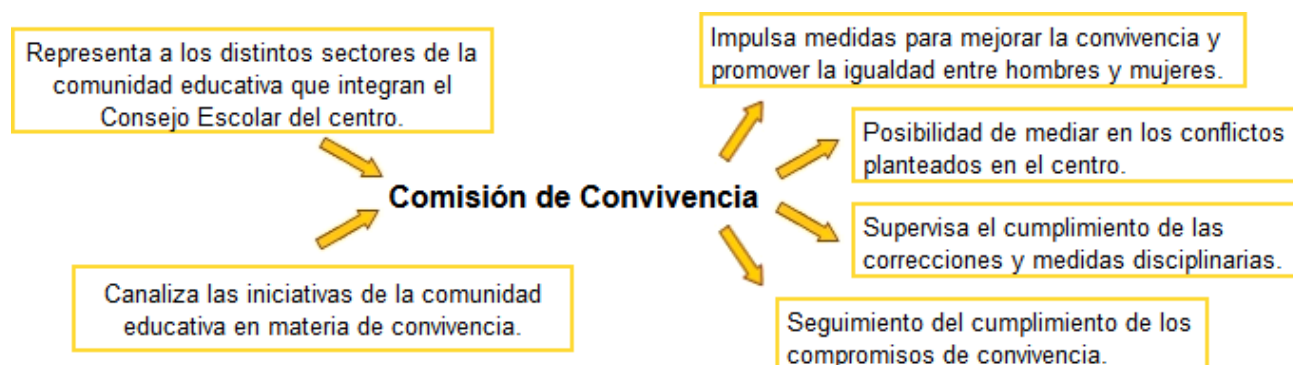 Representa a los distintos sectores de la
comunidad educativa que integran el
Consejo Escolar del centro.
Impulsa medidas para mejorar la convivencia y
promover la igualdad entre hombres y mujeres.
Posibilidad de mediar en los conflictos
planteados en el centro.
Comisión de Convivencia
Supervisa el cumplimiento de las
correcciones y medidas disciplinarias.
Canaliza las iniciativas de la comunidad
educativa en materia de convivencia.
Seguimiento del cumplimiento de los
compromisos de convivencia.